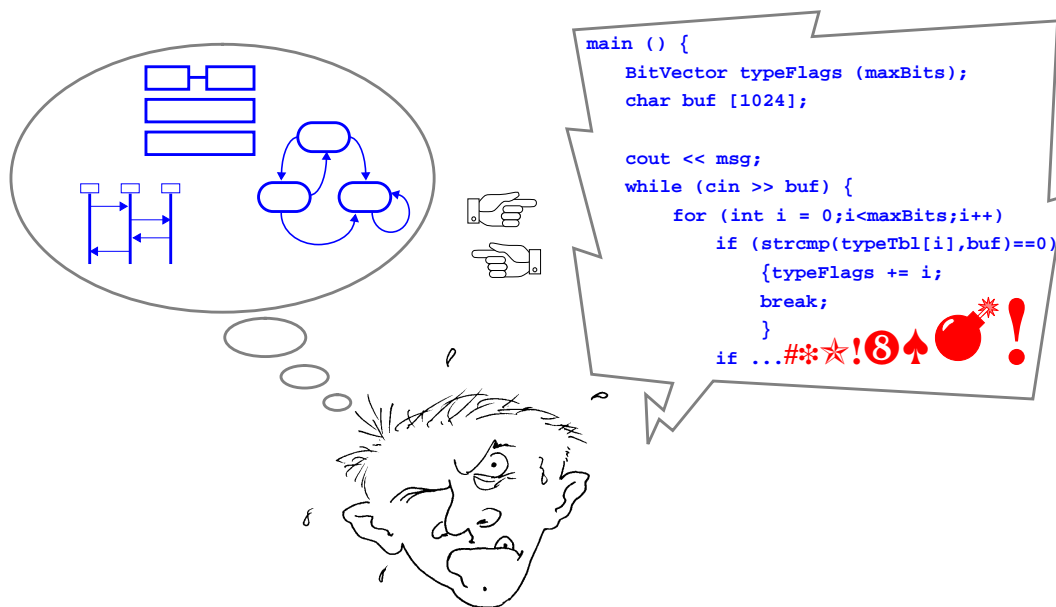 main () {
BitVector typeFlags (maxBits);
char buf [1024];
cout << msg;
while (cin >> buf) {
for (int i = 0;i<maxBits;i++)
if (strcmp(typeTbl[i],buf)==0)
{typeFlags += i;
break;
}
if ...#✻✯!❽♠💣!